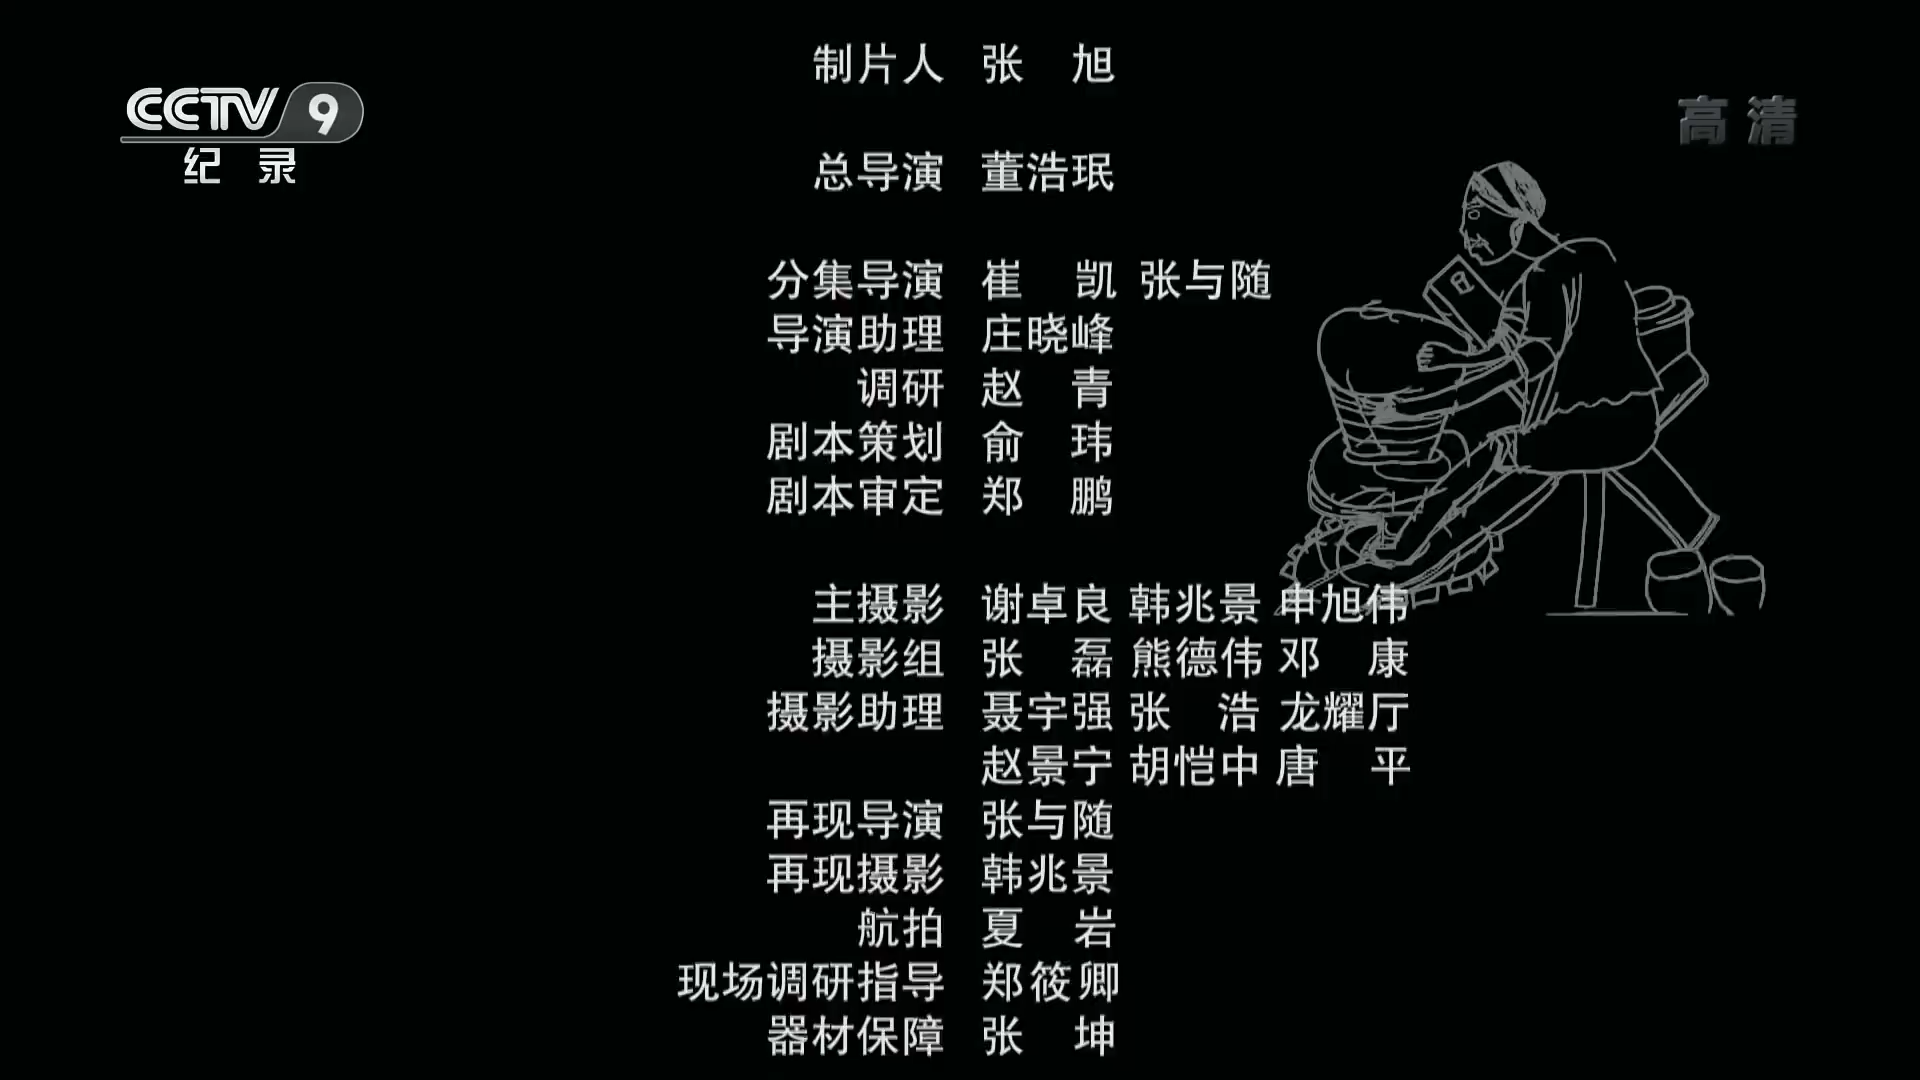 制片人 张 旭
CCTV 9
纪 录
高 清
总导演 董浩珉
分集导演 崔 凯 张与随
导演助理 庄晓峰
调研 赵 青
剧本策划 俞 玮
剧本审定 郑 鹏
主摄影 谢卓良 韩兆景 申旭伟
摄影组 张 磊 熊德伟 邓 康
摄影助理 聂宇强 张 浩 龙耀厅
赵景宁 胡恺中 唐 平
再现导演 张与随
再现摄影 韩兆景
航拍 夏 岩
现场调研指导 郑筱卿
器材保障 张 坤